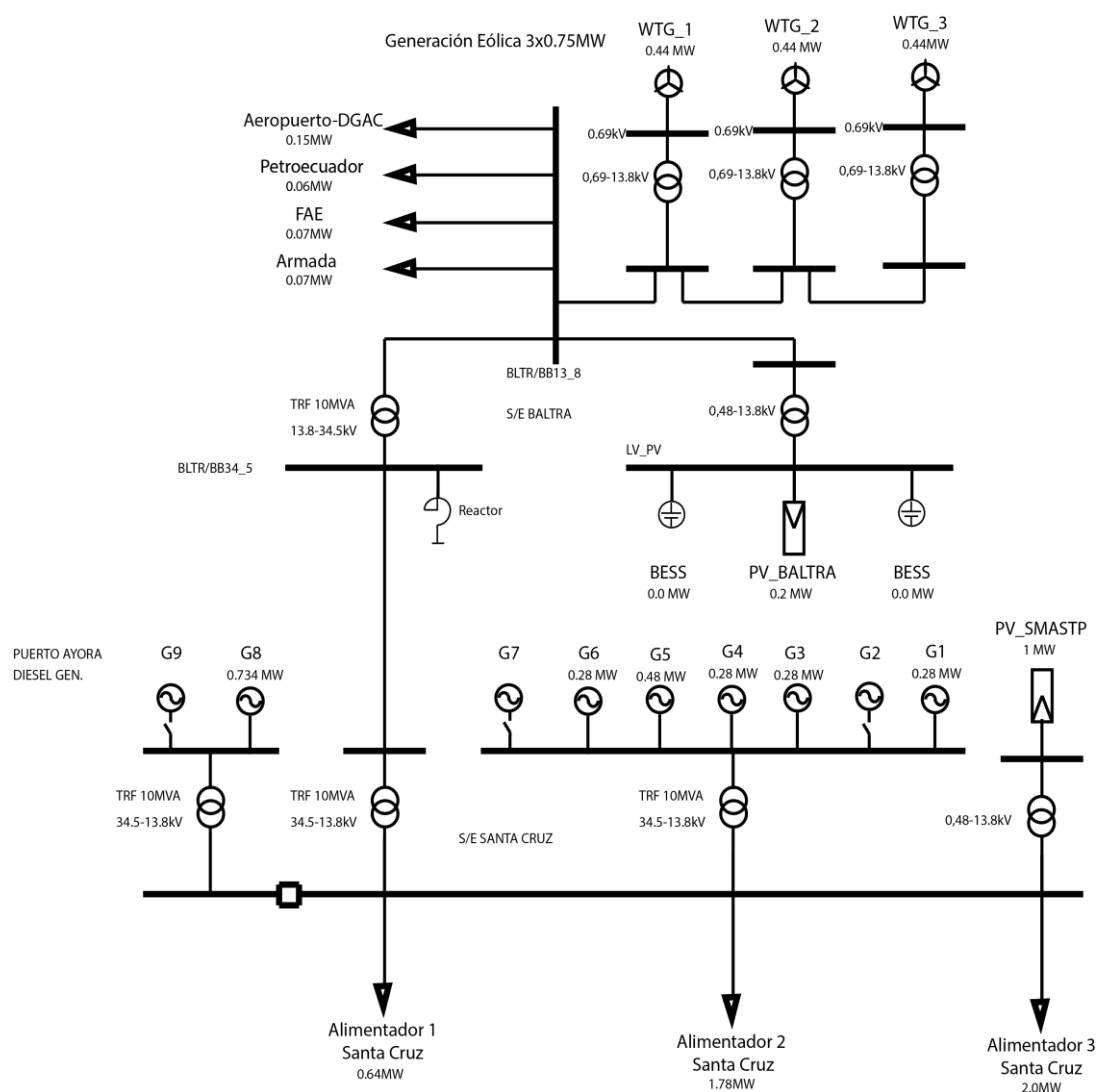 Generación Eólica 3x0.75MW
WTG_1
0.44 MW
WTG_2
0.44 MW
WTG_3
0.44MW
Aeropuerto-DGAC
0.15MW
Petroecuador
0.06MW
FAE
0.07MW
Armada
0.07MW
0.69kV
0.69kV
0.69kV
0,69-13.8kV
0,69-13.8kV
0,69-13.8kV
BLTR/BB13_8
S/E BALTRA
TRF 10MVA
13.8-34.5kV
0,48-13.8kV
BLTR/BB34_5
LV_PV
Reactor
BESS
0.0 MW
PV_BALTRA
0.2 MW
BESS
0.0 MW
PV_SMASTP
1 MW
PUERTO AYORA
DIESEL GEN.
G9
G8
0.734 MW
G7
G6
0.28 MW
G5
0.48 MW
G4
0.28 MW
G3
0.28 MW
G2
G1
0.28 MW
TRF 10MVA
34.5-13.8kV
TRF 10MVA
34.5-13.8kV
TRF 10MVA
34.5-13.8kV
0,48-13.8kV
S/E SANTA CRUZ
Alimentador 1
Santa Cruz
0.64MW
Alimentador 2
Santa Cruz
1.78MW
Alimentador 3
Santa Cruz
2.0MW